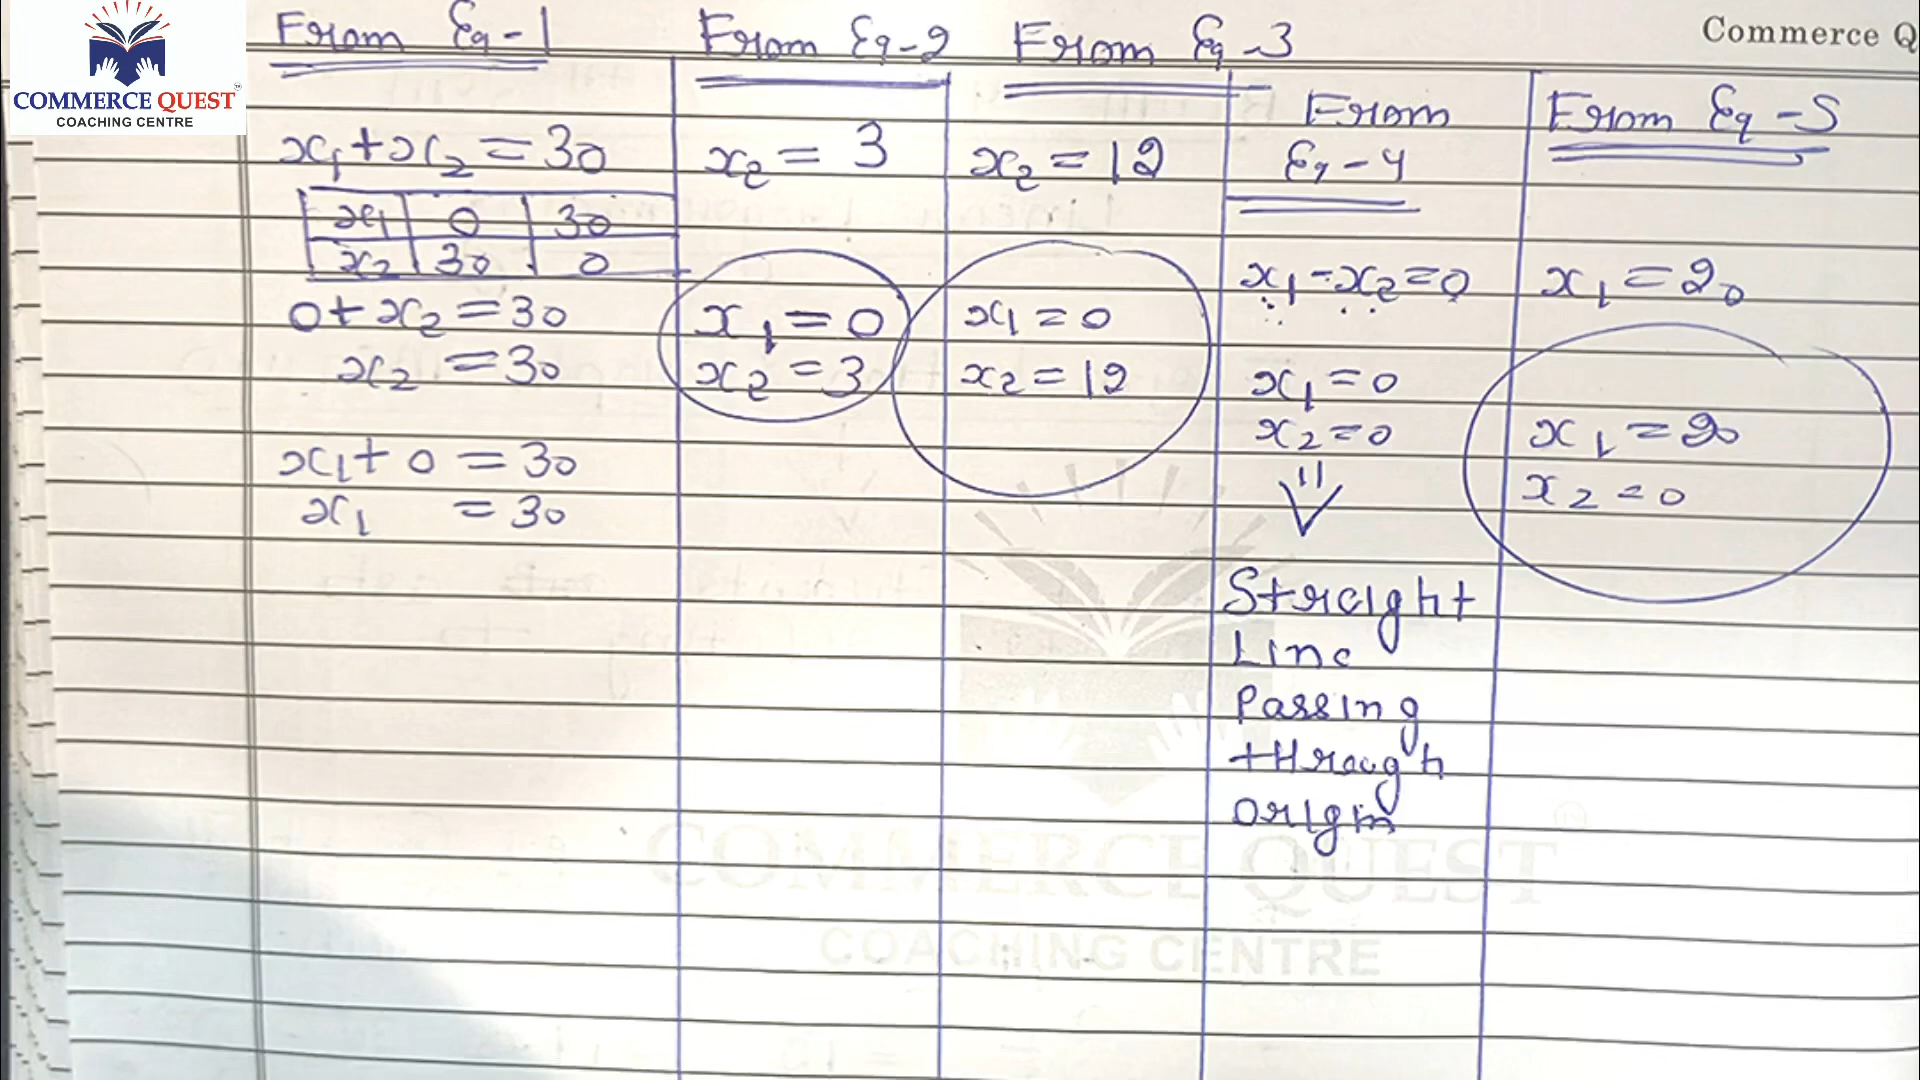 COMMERCE QUEST
COACHING CENTRE
Commerce Q
From Eq-1
x₁+x₂=30
x₁ 0 30
x₂ 30 0
0+x₂=30
x₂ =30
x₁+0=30
x₁ =30
From Eq-2
x₂=3
x₁=0
x₂=3
From Eq-3
x₂=12
x₁=0
x₂=12
From
Eq-4
x₁-x₂=0
x₁=0
x₂=0
Straight
Line
Passing
tHrough
Origin
From Eq-5
x₁=20
x₁=20
x₂=0
COMMERCE QUEST
COACHING CENTRE